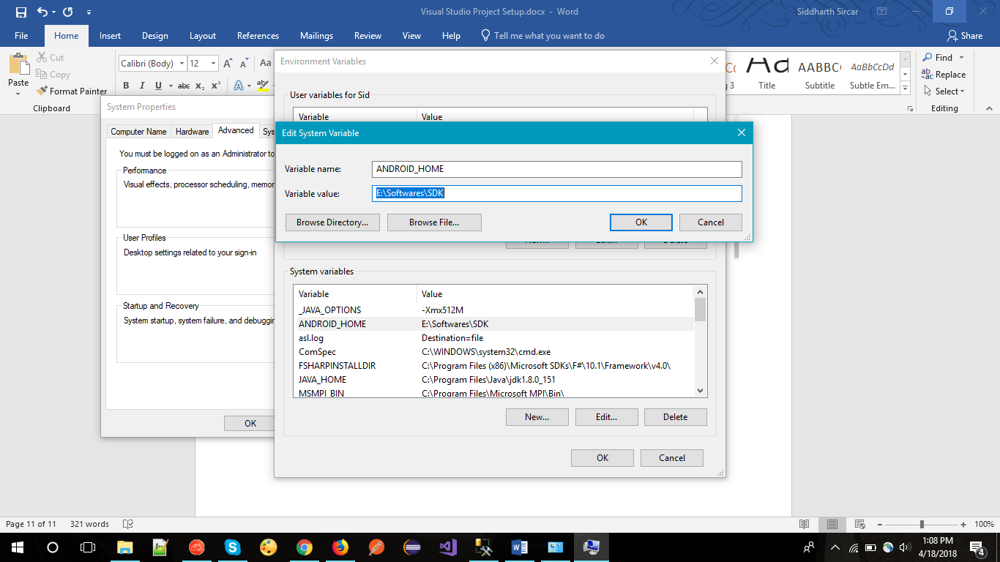 Visual Studio Project Setup.docx - Word
Siddharth Sircar
File Home Insert Design Layout References Mailings Review View Help Tell me what you want to do Share
Cut
Copy
Paste
Format Painter
Clipboard
Calibri (Body) 12 A A Aa
B I U abc x2 x2 A
AABBC AaBbCcDd
Title Subtitle Subtle Em...
Find
Replace
Select
Editing
System Properties
Computer Name Hardware Advanced
You must be logged on as an Administrator to
Performance
Visual effects, processor scheduling, memor
User Profiles
Desktop settings related to your sign-in
Startup and Recovery
System startup, system failure, and debuggin
OK
Environment Variables
User variables for Sid
Variable Value
Edit System Variable
Variable name: ANDROID_HOME
Variable value: E:\Softwares\SDK
Browse Directory... Browse File... OK Cancel
System variables
Variable Value
_JAVA_OPTIONS -Xmx512M
ANDROID_HOME E:\Softwares\SDK
asl.log Destination=file
ComSpec C:\WINDOWS\system32\cmd.exe
FSHARPINSTALLDIR C:\Program Files (x86)\Microsoft SDKs\F#\10.1\Framework\v4.0\
JAVA_HOME C:\Program Files\Java\jdk1.8.0_151
MSMPI_BIN C:\Program Files\Microsoft MPI\Bin\
New... Edit... Delete
OK Cancel
Page 11 of 11 321 words
100%
1:08 PM
4/18/2018
4